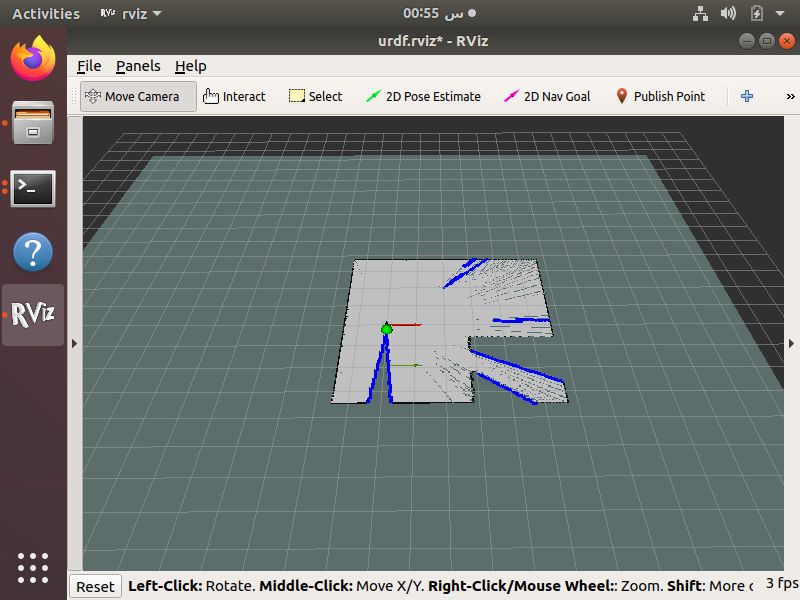 Activities RViz rviz 00:55 س
urdf.rviz* - RViz
File Panels Help
Move Camera Interact Select 2D Pose Estimate 2D Nav Goal Publish Point »
?
RViz
Reset Left-Click: Rotate. Middle-Click: Move X/Y. Right-Click/Mouse Wheel:: Zoom. Shift: More 3 fps